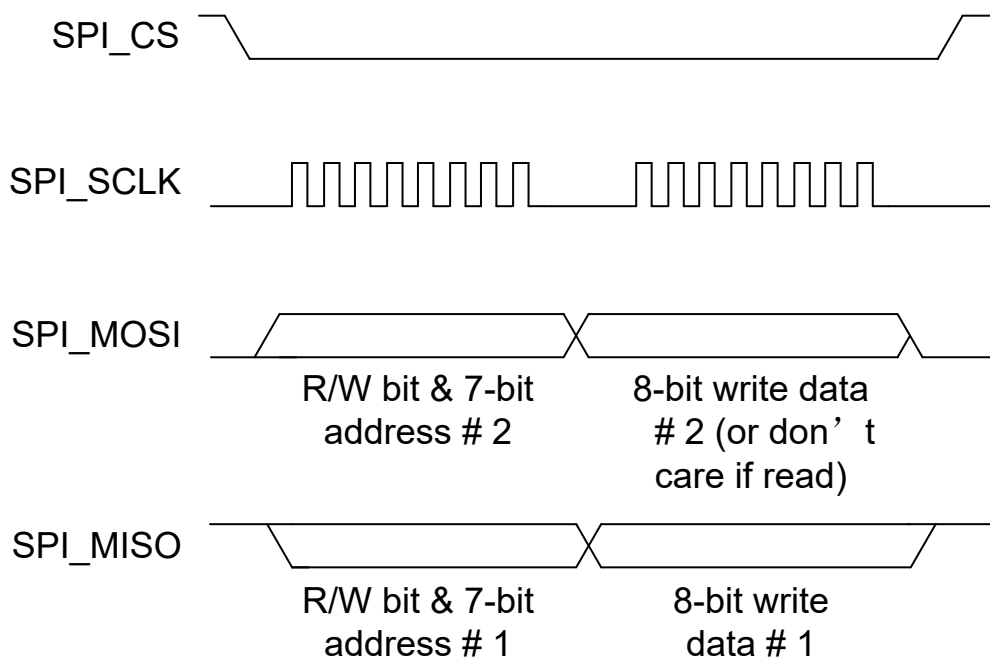 SPI_CS
SPI_SCLK
SPI_MOSI
R/W bit & 7-bit
address # 2
8-bit write data
# 2 (or don’ t
care if read)
SPI_MISO
R/W bit & 7-bit
address # 1
8-bit write
data # 1